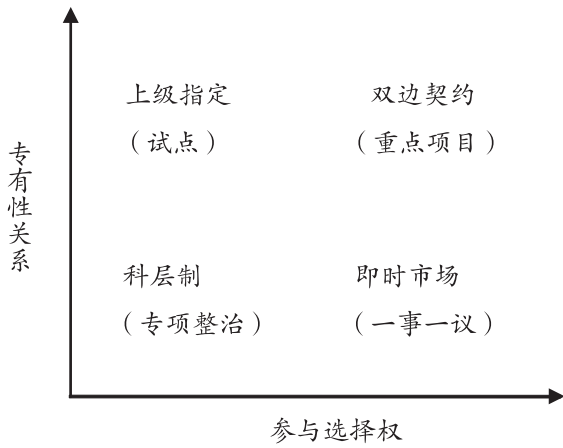 上级指定
(试点)
双边契约
(重点项目)
专有性关系
科层制
(专项整治)
即时市场
(一事一议)
参与选择权